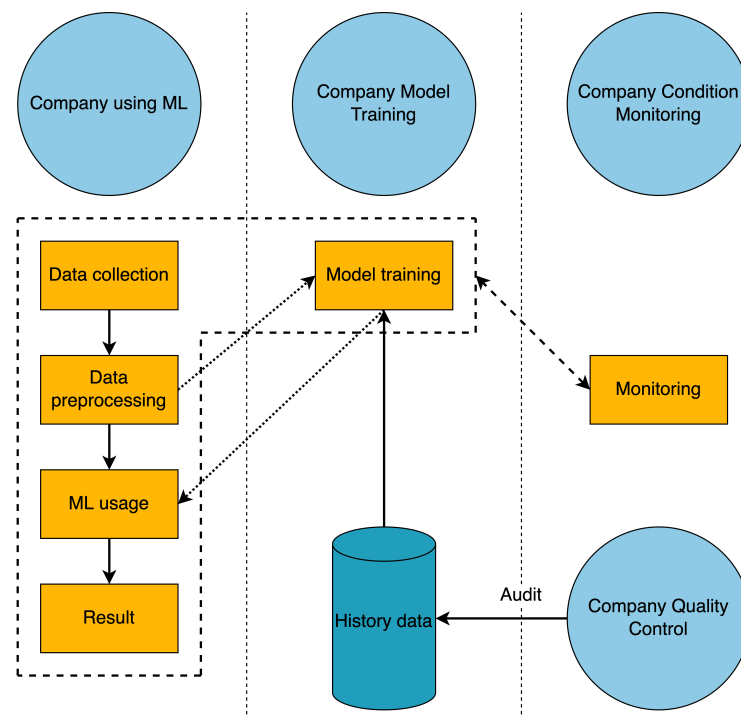 Company using ML
Company Model
Training
Company Condition
Monitoring
Data collection
Model training
Data
preprocessing
Monitoring
ML usage
Result
History data
Audit
Company Quality
Control